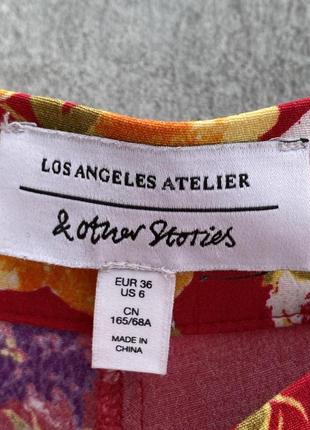 LOS ANGELES ATELIER
& other Stories
EUR 36
US 6
CN
165/68A
MADE IN
CHINA